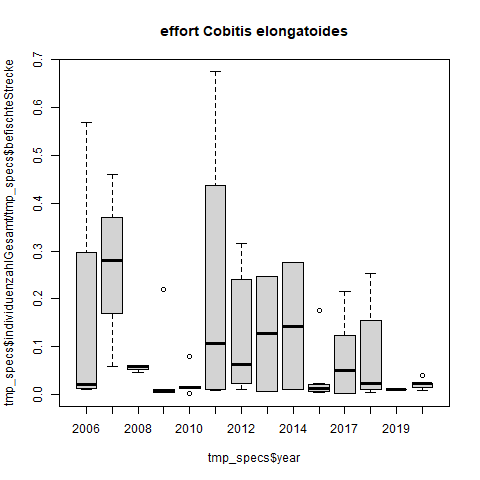 effort Cobitis elongatoides
tmp_specs$individuenzahlGesamt/tmp_specs$befischteStrecke
0.7
0.6
0.5
0.4
0.3
0.2
0.1
0.0
2006 2008 2010 2012 2014 2017 2019
tmp_specs$year